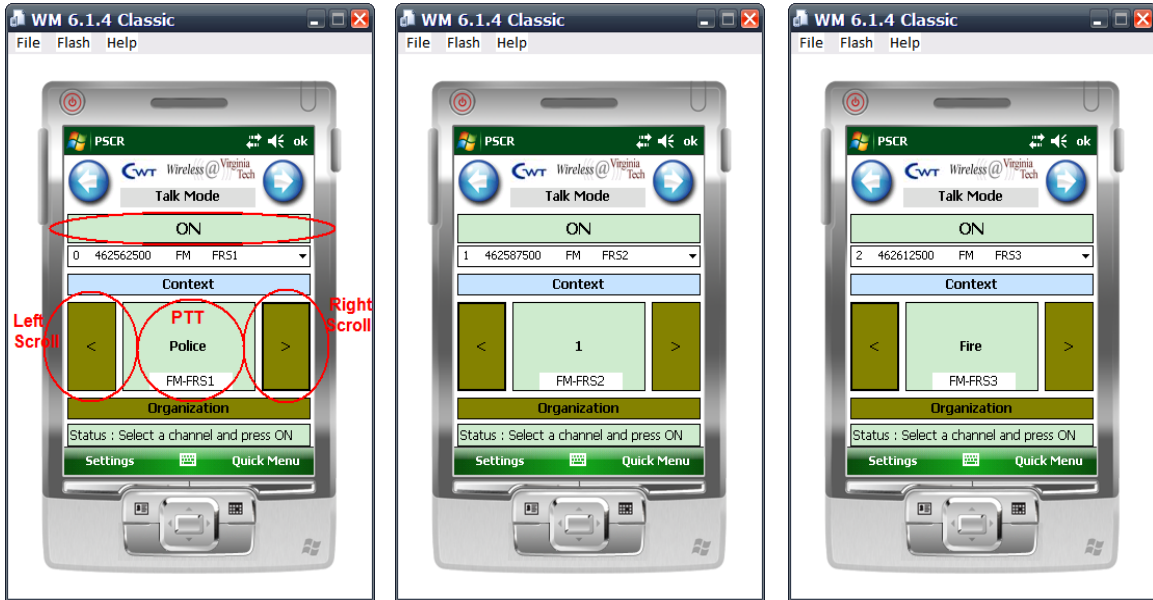 WM 6.1.4 Classic
File Flash Help
PSCR ok
CWT Wireless@Virginia Tech
Talk Mode
ON
0 462562500 FM FRS1
Context
Left Scroll
<
PTT
Police
FM-FRS1
>
Right Scroll
Organization
Status : Select a channel and press ON
Settings Quick Menu
WM 6.1.4 Classic
File Flash Help
PSCR ok
CWT Wireless@Virginia Tech
Talk Mode
ON
1 462587500 FM FRS2
Context
< 1 >
FM-FRS2
Organization
Status : Select a channel and press ON
Settings Quick Menu
WM 6.1.4 Classic
File Flash Help
PSCR ok
CWT Wireless@Virginia Tech
Talk Mode
ON
2 462612500 FM FRS3
Context
< Fire >
FM-FRS3
Organization
Status : Select a channel and press ON
Settings Quick Menu